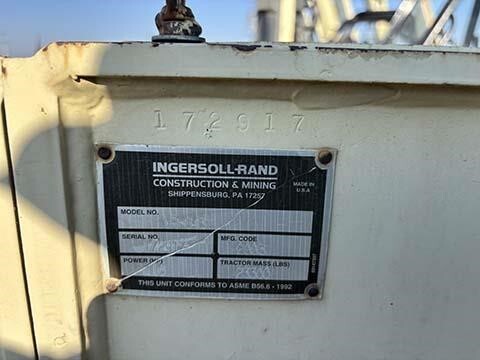 172917
INGERSOLL-RAND
CONSTRUCTION & MINING
SHIPPENSBURG, PA 17257
MADE IN
U.S.A
MODEL NO.
SERIAL NO.
MFG. CODE
POWER
TRACTOR MASS (LBS)
THIS UNIT CONFORMS TO ASME B56.6 - 1992